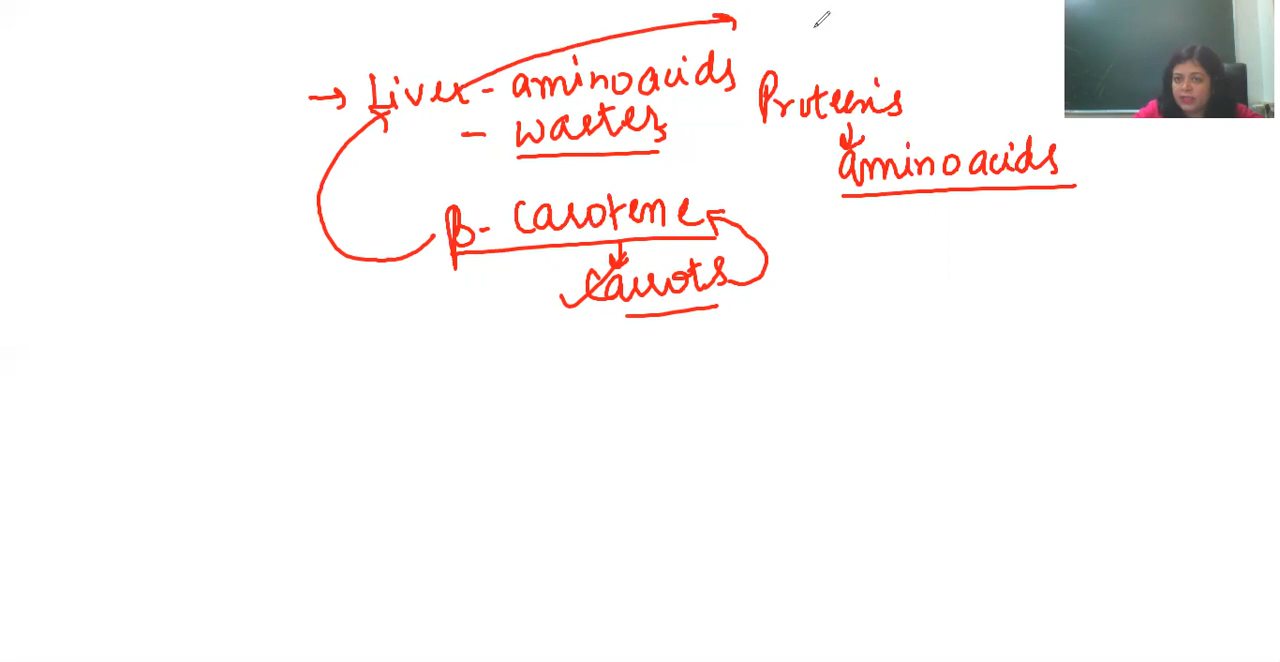 → Liver - aminoacids
- wastes
Proteins
aminoacids
β- carotene
Carrots